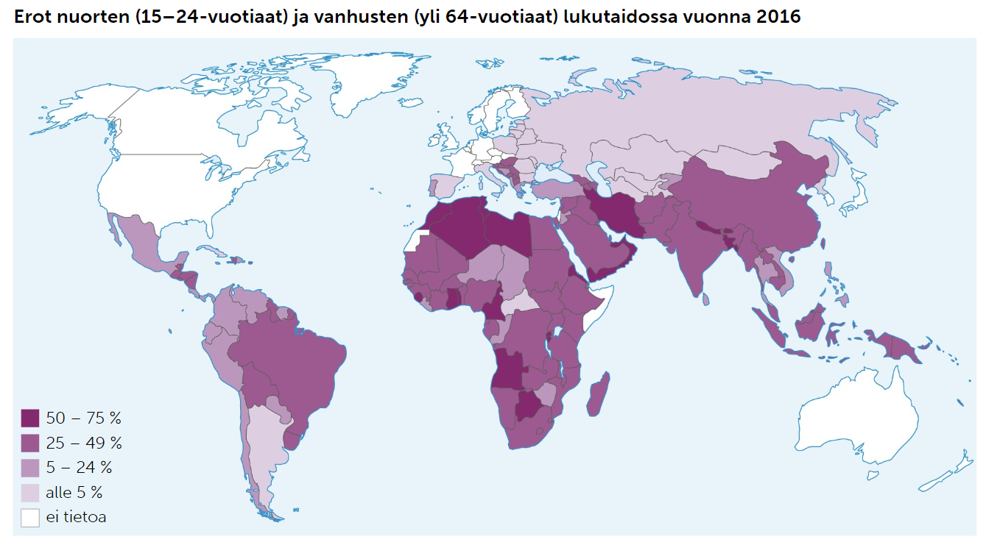 Erot nuorten (15–24-vuotiaat) ja vanhusten (yli 64-vuotiaat) lukutaidossa vuonna 2016
50 – 75 %
25 – 49 %
5 – 24 %
alle 5 %
ei tietoa